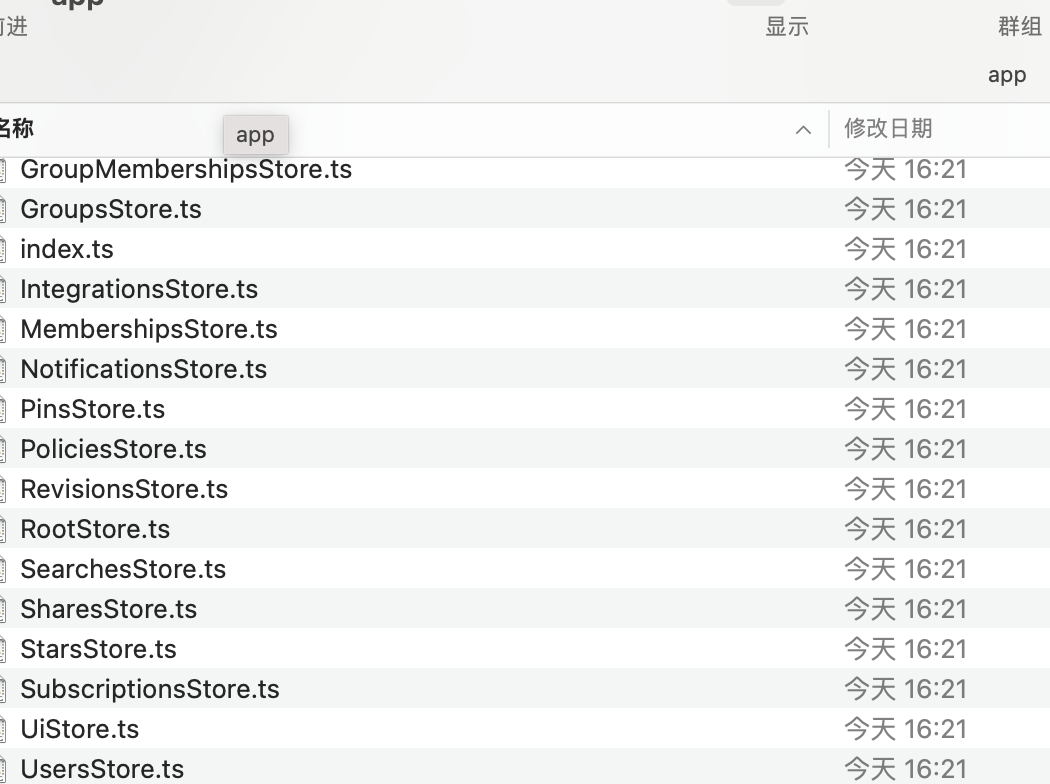 app
前进 显示 群组
app
名称 app 修改日期
GroupMembershipsStore.ts 今天 16:21
GroupsStore.ts 今天 16:21
index.ts 今天 16:21
IntegrationsStore.ts 今天 16:21
MembershipsStore.ts 今天 16:21
NotificationsStore.ts 今天 16:21
PinsStore.ts 今天 16:21
PoliciesStore.ts 今天 16:21
RevisionsStore.ts 今天 16:21
RootStore.ts 今天 16:21
SearchesStore.ts 今天 16:21
SharesStore.ts 今天 16:21
StarsStore.ts 今天 16:21
SubscriptionsStore.ts 今天 16:21
UiStore.ts 今天 16:21
UsersStore.ts 今天 16:21